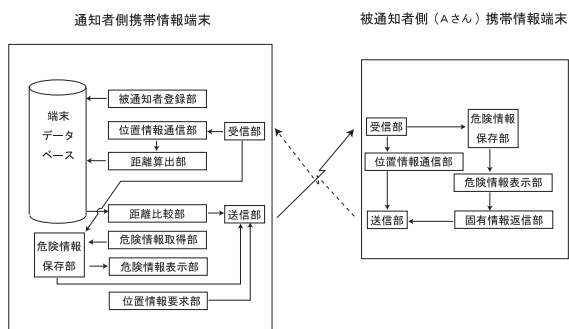 通知者側携帯情報端末
端末
データ
ベース
被通知者登録部
位置情報通信部
受信部
距離算出部
距離比較部
送信部
危険情報
保存部
危険情報取得部
危険情報表示部
位置情報要求部
被通知者側(Aさん)携帯情報端末
受信部
危険情報
保存部
位置情報通信部
危険情報表示部
送信部
固有情報返信部